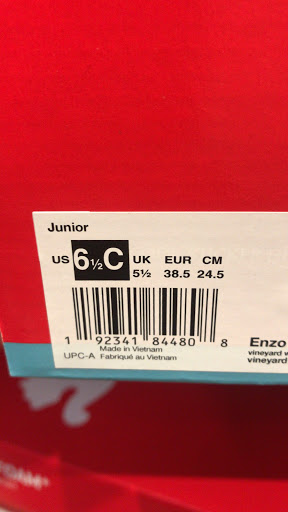 Junior
US 6½C UK EUR CM
5½ 38.5 24.5
1 92341 84480 8
Made in Vietnam
UPC-A Fabriqué au Vietnam
Enzo
vineyard
vineyard